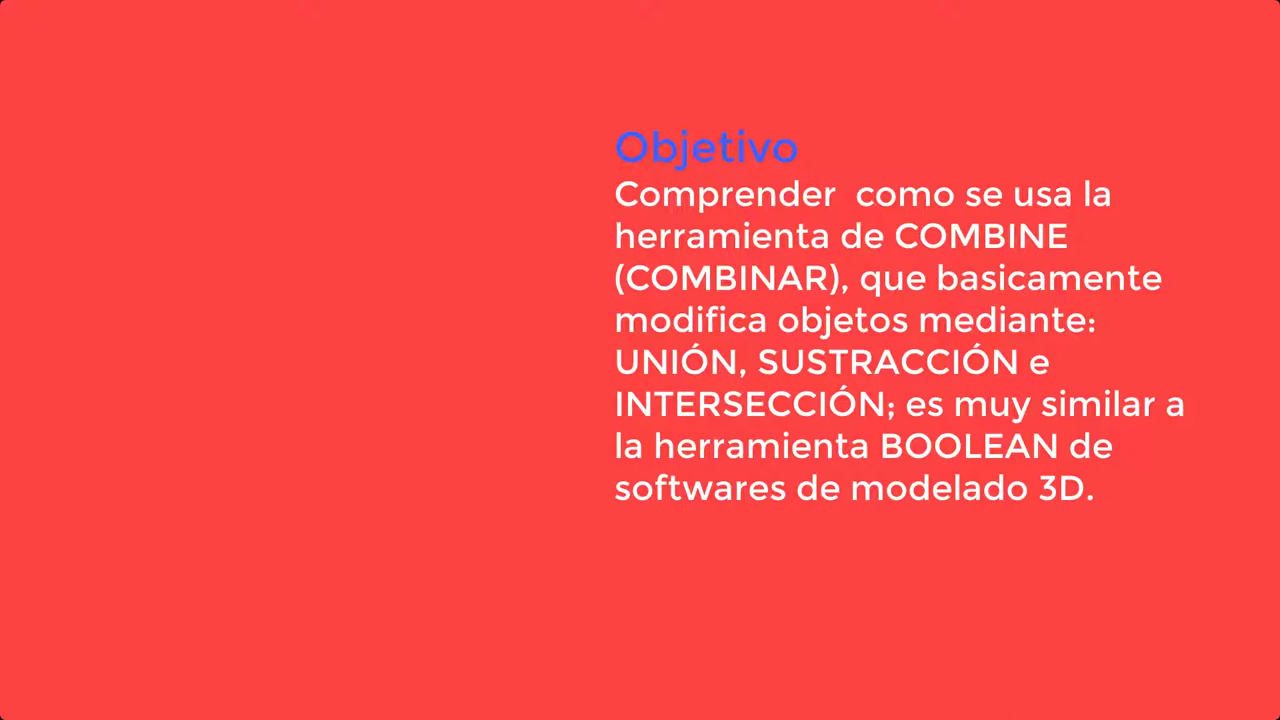 Objetivo
Comprender  como se usa la
herramienta de COMBINE
(COMBINAR), que basicamente
modifica objetos mediante:
UNIÓN, SUSTRACCIÓN e
INTERSECCIÓN; es muy similar a
la herramienta BOOLEAN de
softwares de modelado 3D.